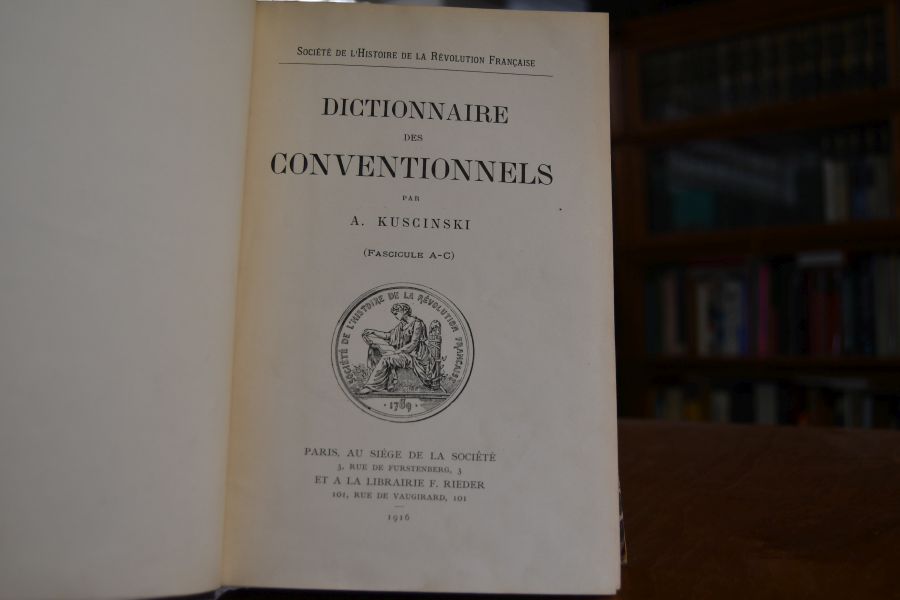 SOCIÉTÉ DE L'HISTOIRE DE LA RÉVOLUTION FRANÇAISE
DICTIONNAIRE
DES
CONVENTIONNELS
PAR
A. KUSCINSKI
(FASCICULE A-C)
SOCIÉTÉ DE L'HISTOIRE DE LA RÉVOLUTION FRANÇAISE
· 1789 ·
PARIS, AU SIÉGE DE LA SOCIÉTÉ
3, RUE DE FURSTENBERG, 3
ET A LA LIBRAIRIE F. RIEDER
101, RUE DE VAUGIRARD, 101
1916